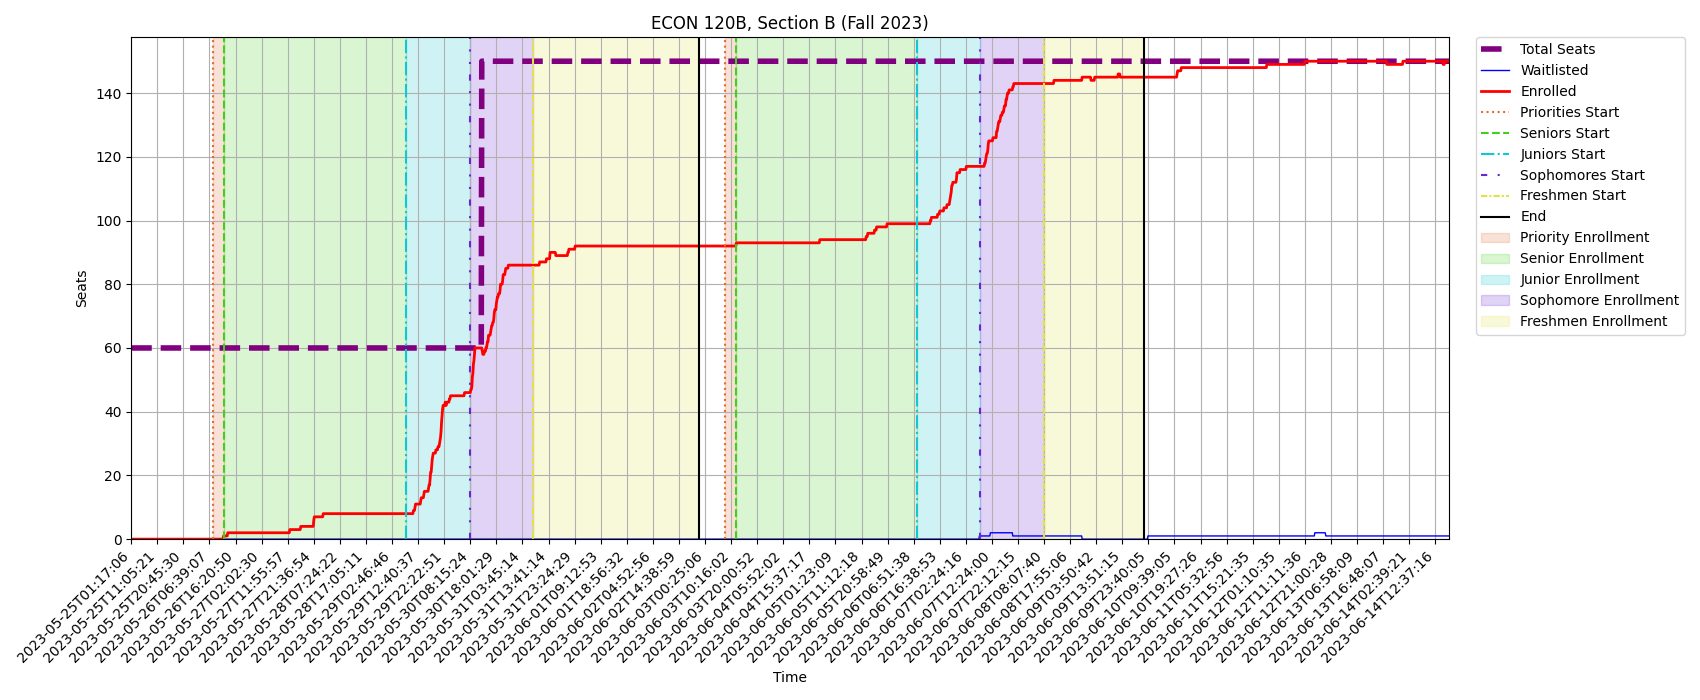 ECON 120B, Section B (Fall 2023)
Seats
140
120
100
80
60
40
20
0
2023-05-25T01:17:06
2023-05-25T11:05:21
2023-05-25T20:45:30
2023-05-26T06:39:07
2023-05-26T16:20:50
2023-05-27T02:02:30
2023-05-27T11:55:57
2023-05-27T21:36:54
2023-05-28T07:24:22
2023-05-28T17:05:11
2023-05-29T02:46:46
2023-05-29T12:40:37
2023-05-29T22:22:51
2023-05-30T08:15:24
2023-05-30T18:01:29
2023-05-31T03:45:14
2023-05-31T13:41:14
2023-05-31T23:24:29
2023-06-01T09:12:53
2023-06-01T18:56:32
2023-06-02T04:52:56
2023-06-02T14:38:59
2023-06-03T00:25:06
2023-06-03T10:16:02
2023-06-03T20:00:52
2023-06-04T05:52:02
2023-06-04T15:37:17
2023-06-05T01:23:09
2023-06-05T11:12:18
2023-06-05T20:58:49
2023-06-06T06:51:38
2023-06-06T16:38:53
2023-06-07T02:24:16
2023-06-07T12:24:00
2023-06-07T22:12:15
2023-06-08T08:07:40
2023-06-08T17:55:06
2023-06-09T03:50:42
2023-06-09T13:51:15
2023-06-09T23:40:05
2023-06-10T09:39:05
2023-06-10T19:27:26
2023-06-11T05:32:56
2023-06-11T15:21:35
2023-06-12T01:10:35
2023-06-12T11:11:36
2023-06-12T21:00:28
2023-06-13T06:58:09
2023-06-13T16:48:07
2023-06-14T02:39:21
2023-06-14T12:37:16
Time
Total Seats
Waitlisted
Enrolled
Priorities Start
Seniors Start
Juniors Start
Sophomores Start
Freshmen Start
End
Priority Enrollment
Senior Enrollment
Junior Enrollment
Sophomore Enrollment
Freshmen Enrollment